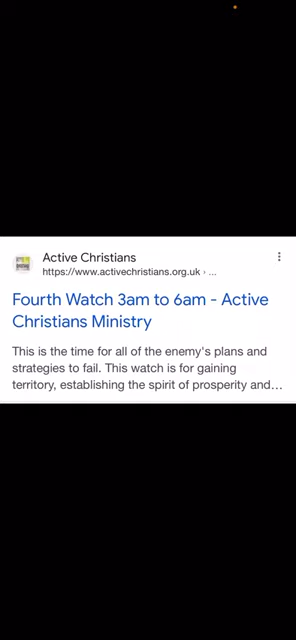 Active Christians
https://www.activechristians.org.uk › ...
Fourth Watch 3am to 6am - Active
Christians Ministry
This is the time for all of the enemy's plans and
strategies to fail. This watch is for gaining
territory, establishing the spirit of prosperity and...